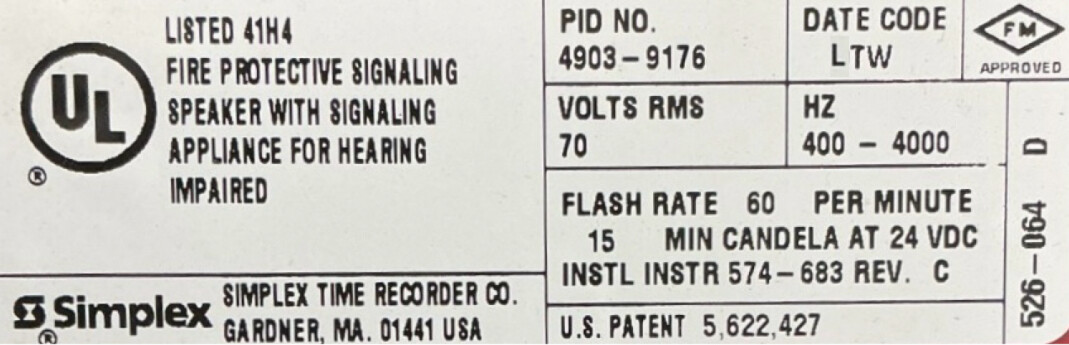 LISTED 41H4
FIRE PROTECTIVE SIGNALING
SPEAKER WITH SIGNALING
APPLIANCE FOR HEARING
IMPAIRED
UL
®
PID NO.
4903-9176
DATE CODE
LTW
FM
APPROVED
VOLTS RMS
70
HZ
400 - 4000
FLASH RATE 60 PER MINUTE
15 MIN CANDELA AT 24 VDC
INSTL INSTR 574-683 REV. C
526-064 D
Simplex
®
SIMPLEX TIME RECORDER CO.
GARDNER, MA. 01441 USA
U.S. PATENT 5,622,427